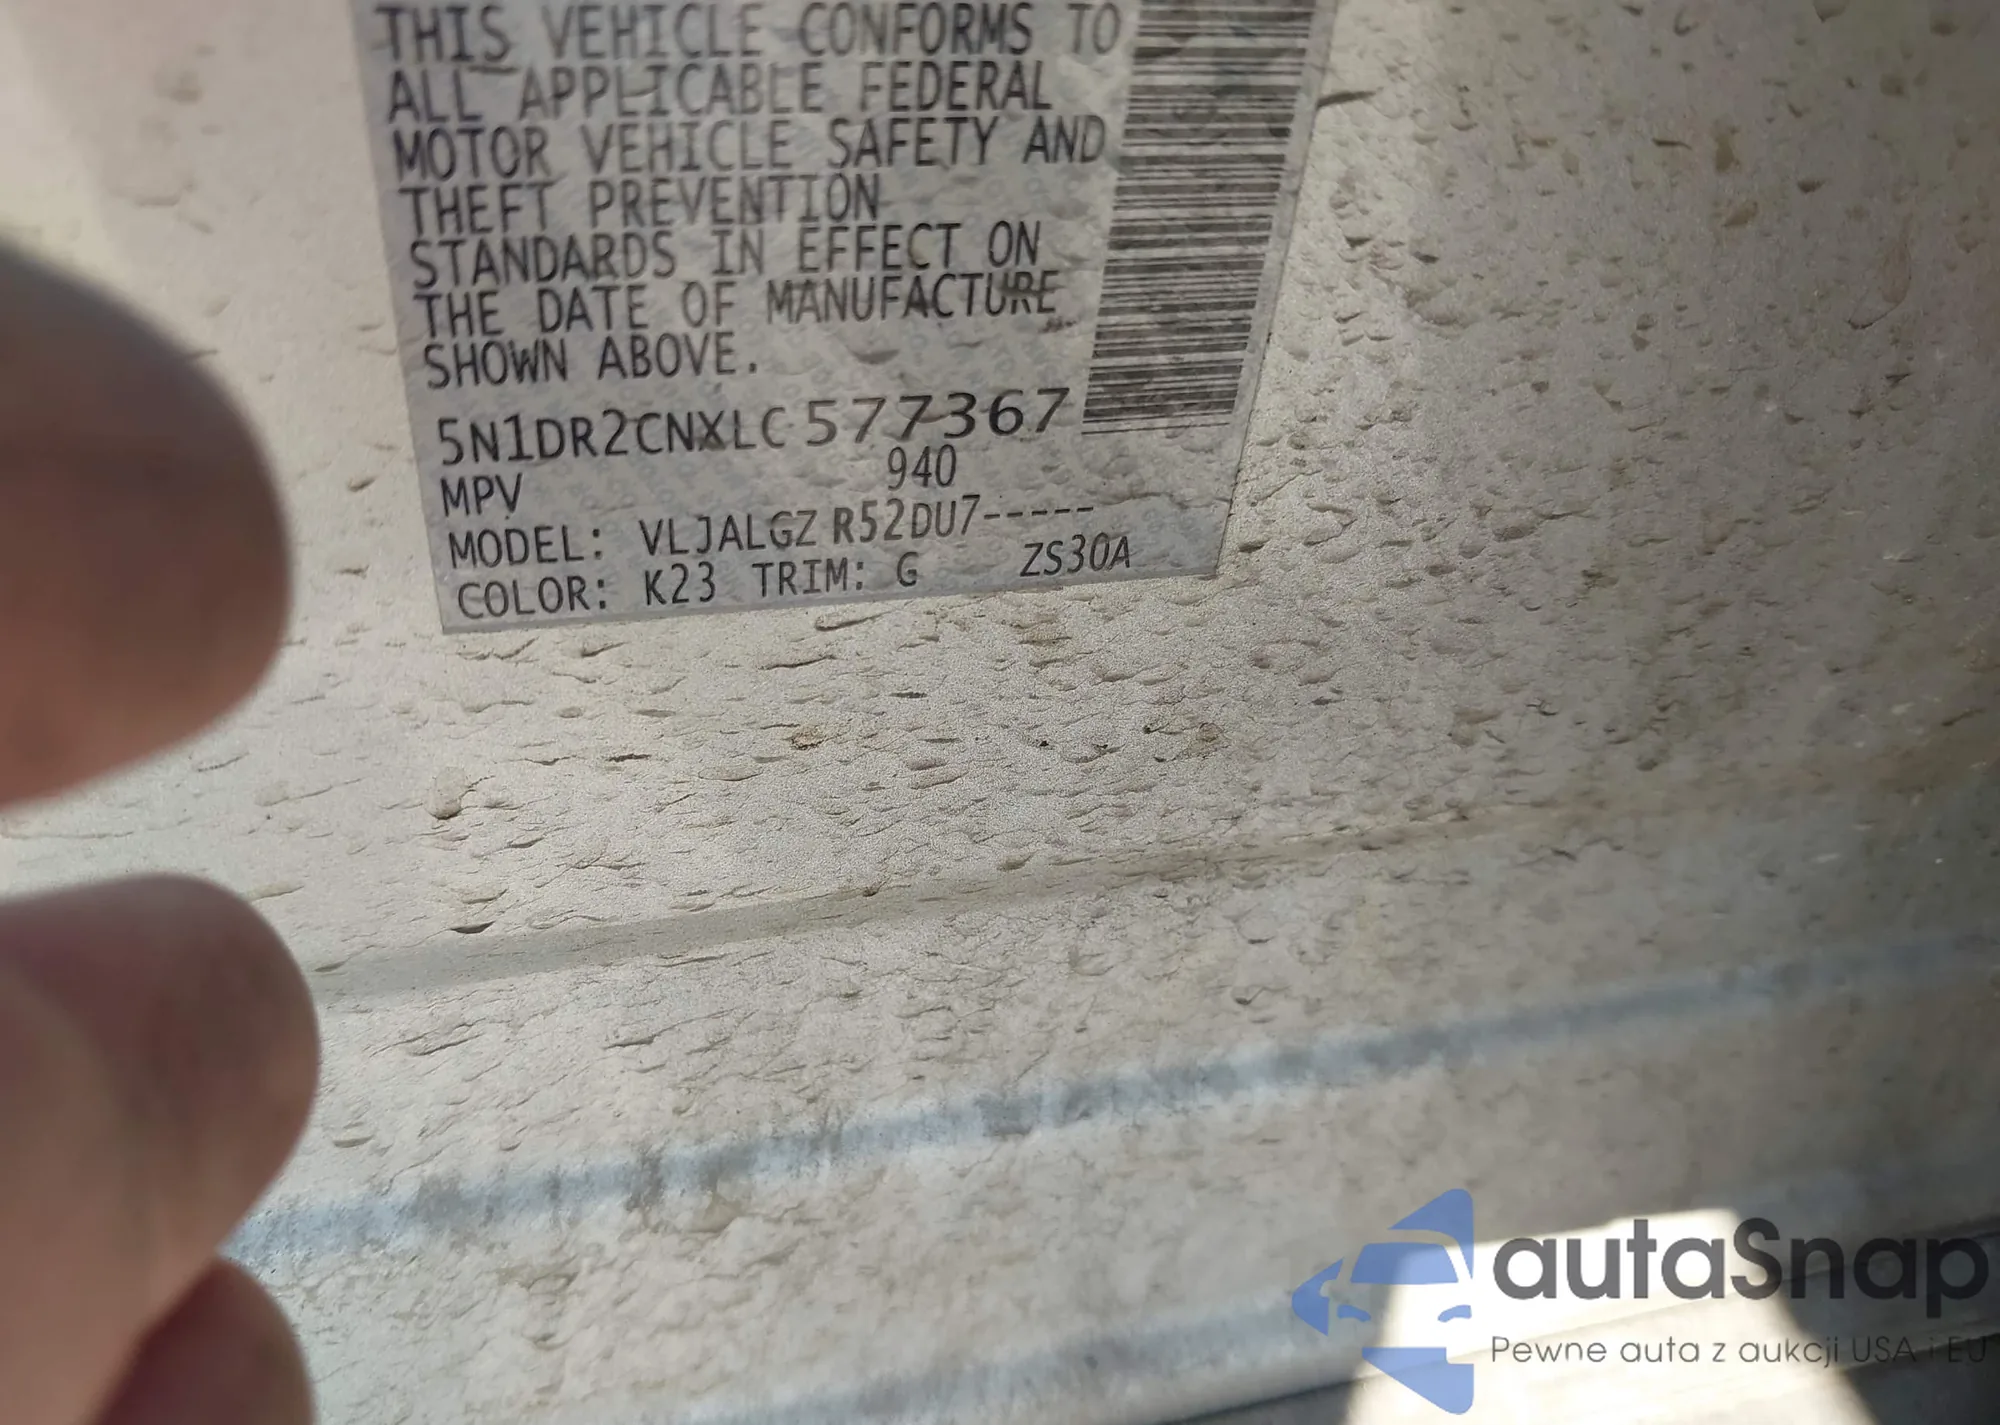 THIS VEHICLE CONFORMS TO
ALL APPLICABLE FEDERAL
MOTOR VEHICLE SAFETY AND
THEFT PREVENTION
STANDARDS IN EFFECT ON
THE DATE OF MANUFACTURE
SHOWN ABOVE.
5N1DR2CNXLC577367
MPV 940
MODEL: VLJALGZ R52DU7-----
COLOR: K23 TRIM: G ZS30A
autaSnap
Pewne auta z aukcji USA i EU